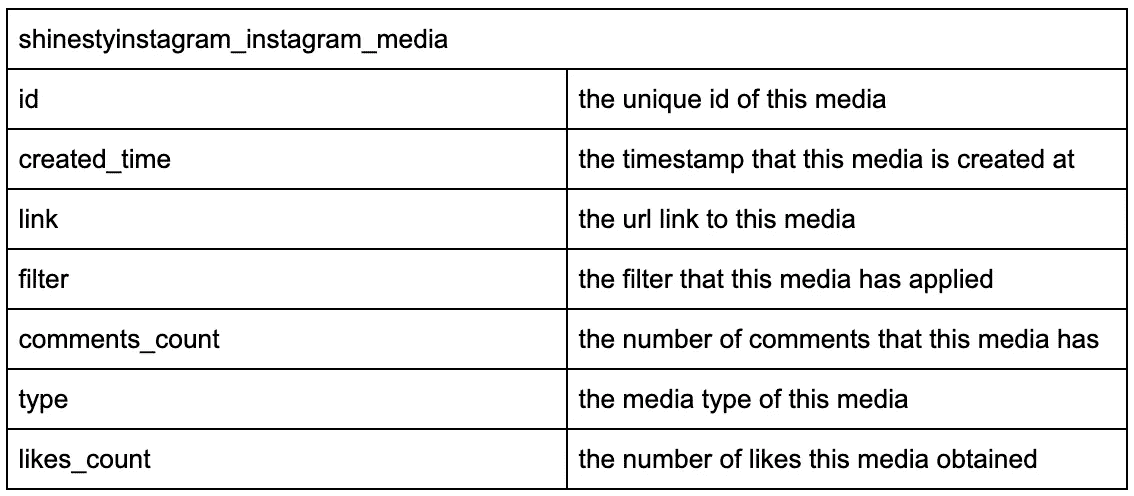 shinestyinstagram_instagram_media
id the unique id of this media
created_time the timestamp that this media is created at
link the url link to this media
filter the filter that this media has applied
comments_count the number of comments that this media has
type the media type of this media
likes_count the number of likes this media obtained